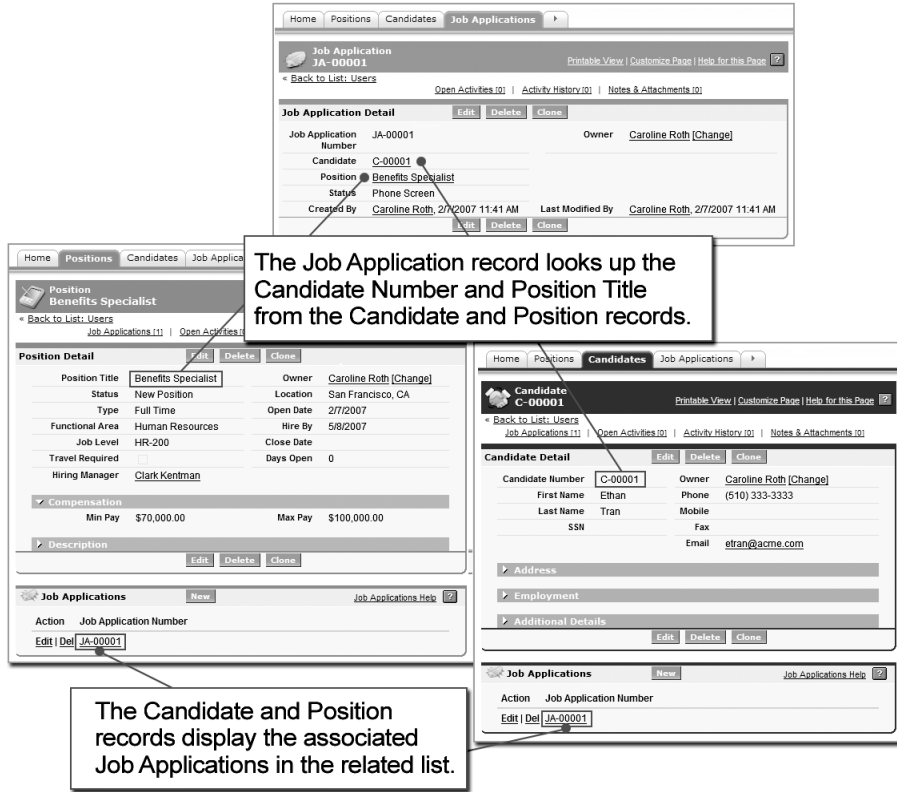 Home Positions Candidates Job Applications
Job Application
JA-00001
Printable View | Customize Page | Help for this Page ?
« Back to List: Users
Open Activities [0] | Activity History [0] | Notes & Attachments [0]
Job Application Detail Edit Delete Clone
Job Application Number JA-00001 Owner Caroline Roth [Change]
Candidate C-00001
Position Benefits Specialist
Status Phone Screen
Created By Caroline Roth, 2/7/2007 11:41 AM Last Modified By Caroline Roth, 2/7/2007 11:41 AM
Edit Delete Clone
The Job Application record looks up the
Candidate Number and Position Title
from the Candidate and Position records.
Home Positions Candidates Job Applica
Position
Benefits Specialist
« Back to List: Users
Job Applications [1] | Open Activities
Position Detail Edit Delete Clone
Position Title Benefits Specialist Owner Caroline Roth [Change]
Status New Position Location San Francisco, CA
Type Full Time Open Date 2/7/2007
Functional Area Human Resources Hire By 5/8/2007
Job Level HR-200 Close Date
Travel Required Days Open 0
Hiring Manager Clark Kentman
Compensation
Min Pay $70,000.00 Max Pay $100,000.00
Description
Edit Delete Clone
Job Applications New Job Applications Help ?
Action Job Application Number
Edit | Del JA-00001
Home Positions Candidates Job Applications
Candidate
C-00001
Printable View | Customize Page | Help for this Page ?
« Back to List: Users
Job Applications [1] | Open Activities [0] | Activity History [0] | Notes & Attachments [0]
Candidate Detail Edit Delete Clone
Candidate Number C-00001 Owner Caroline Roth [Change]
First Name Ethan Phone (510) 333-3333
Last Name Tran Mobile
SSN Fax
Email etran@acme.com
Address
Employment
Additional Details
Edit Delete Clone
Job Applications New Job Applications Help ?
Action Job Application Number
Edit | Del JA-00001
The Candidate and Position
records display the associated
Job Applications in the related list.